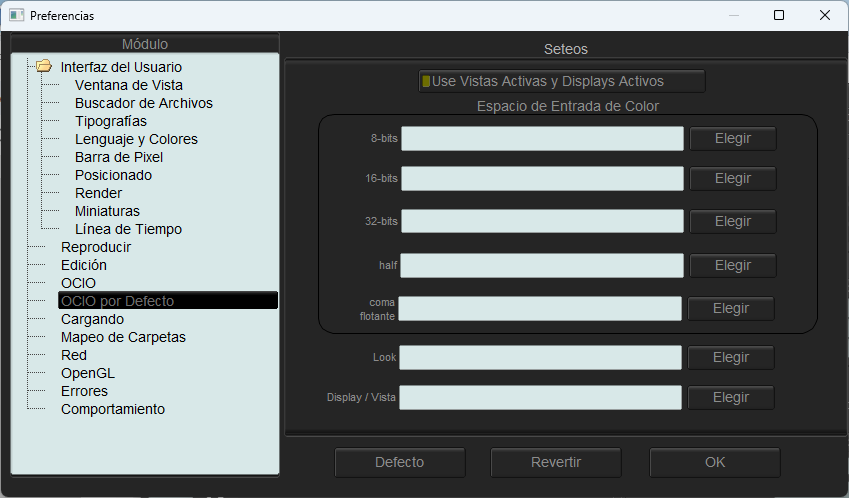 Preferencias
Módulo
Interfaz del Usuario
Ventana de Vista
Buscador de Archivos
Tipografías
Lenguaje y Colores
Barra de Pixel
Posicionado
Render
Miniaturas
Línea de Tiempo
Reproducir
Edición
OCIO
OCIO por Defecto
Cargando
Mapeo de Carpetas
Red
OpenGL
Errores
Comportamiento
Seteos
Use Vistas Activas y Displays Activos
Espacio de Entrada de Color
8-bits Elegir
16-bits Elegir
32-bits Elegir
half Elegir
coma
flotante Elegir
Look Elegir
Display / Vista Elegir
Defecto Revertir OK